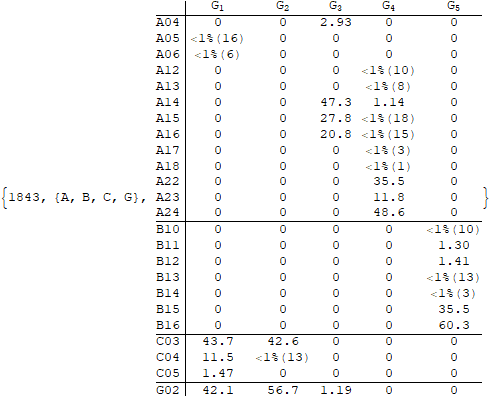 G1 G2 G3 G4 G5
A04 0 0 2.93 0 0
A05 <1%(16) 0 0 0 0
A06 <1%(6) 0 0 0 0
A12 0 0 0 <1%(10) 0
A13 0 0 0 <1%(8) 0
A14 0 0 47.3 1.14 0
A15 0 0 27.8 <1%(18) 0
A16 0 0 20.8 <1%(15) 0
A17 0 0 0 <1%(3) 0
A18 0 0 0 <1%(1) 0
A22 0 0 0 35.5 0
{1843, {A, B, C, G}, A23 0 0 0 11.8 0 }
A24 0 0 0 48.6 0
B10 0 0 0 0 <1%(10)
B11 0 0 0 0 1.30
B12 0 0 0 0 1.41
B13 0 0 0 0 <1%(13)
B14 0 0 0 0 <1%(3)
B15 0 0 0 0 35.5
B16 0 0 0 0 60.3
C03 43.7 42.6 0 0 0
C04 11.5 <1%(13) 0 0 0
C05 1.47 0 0 0 0
G02 42.1 56.7 1.19 0 0